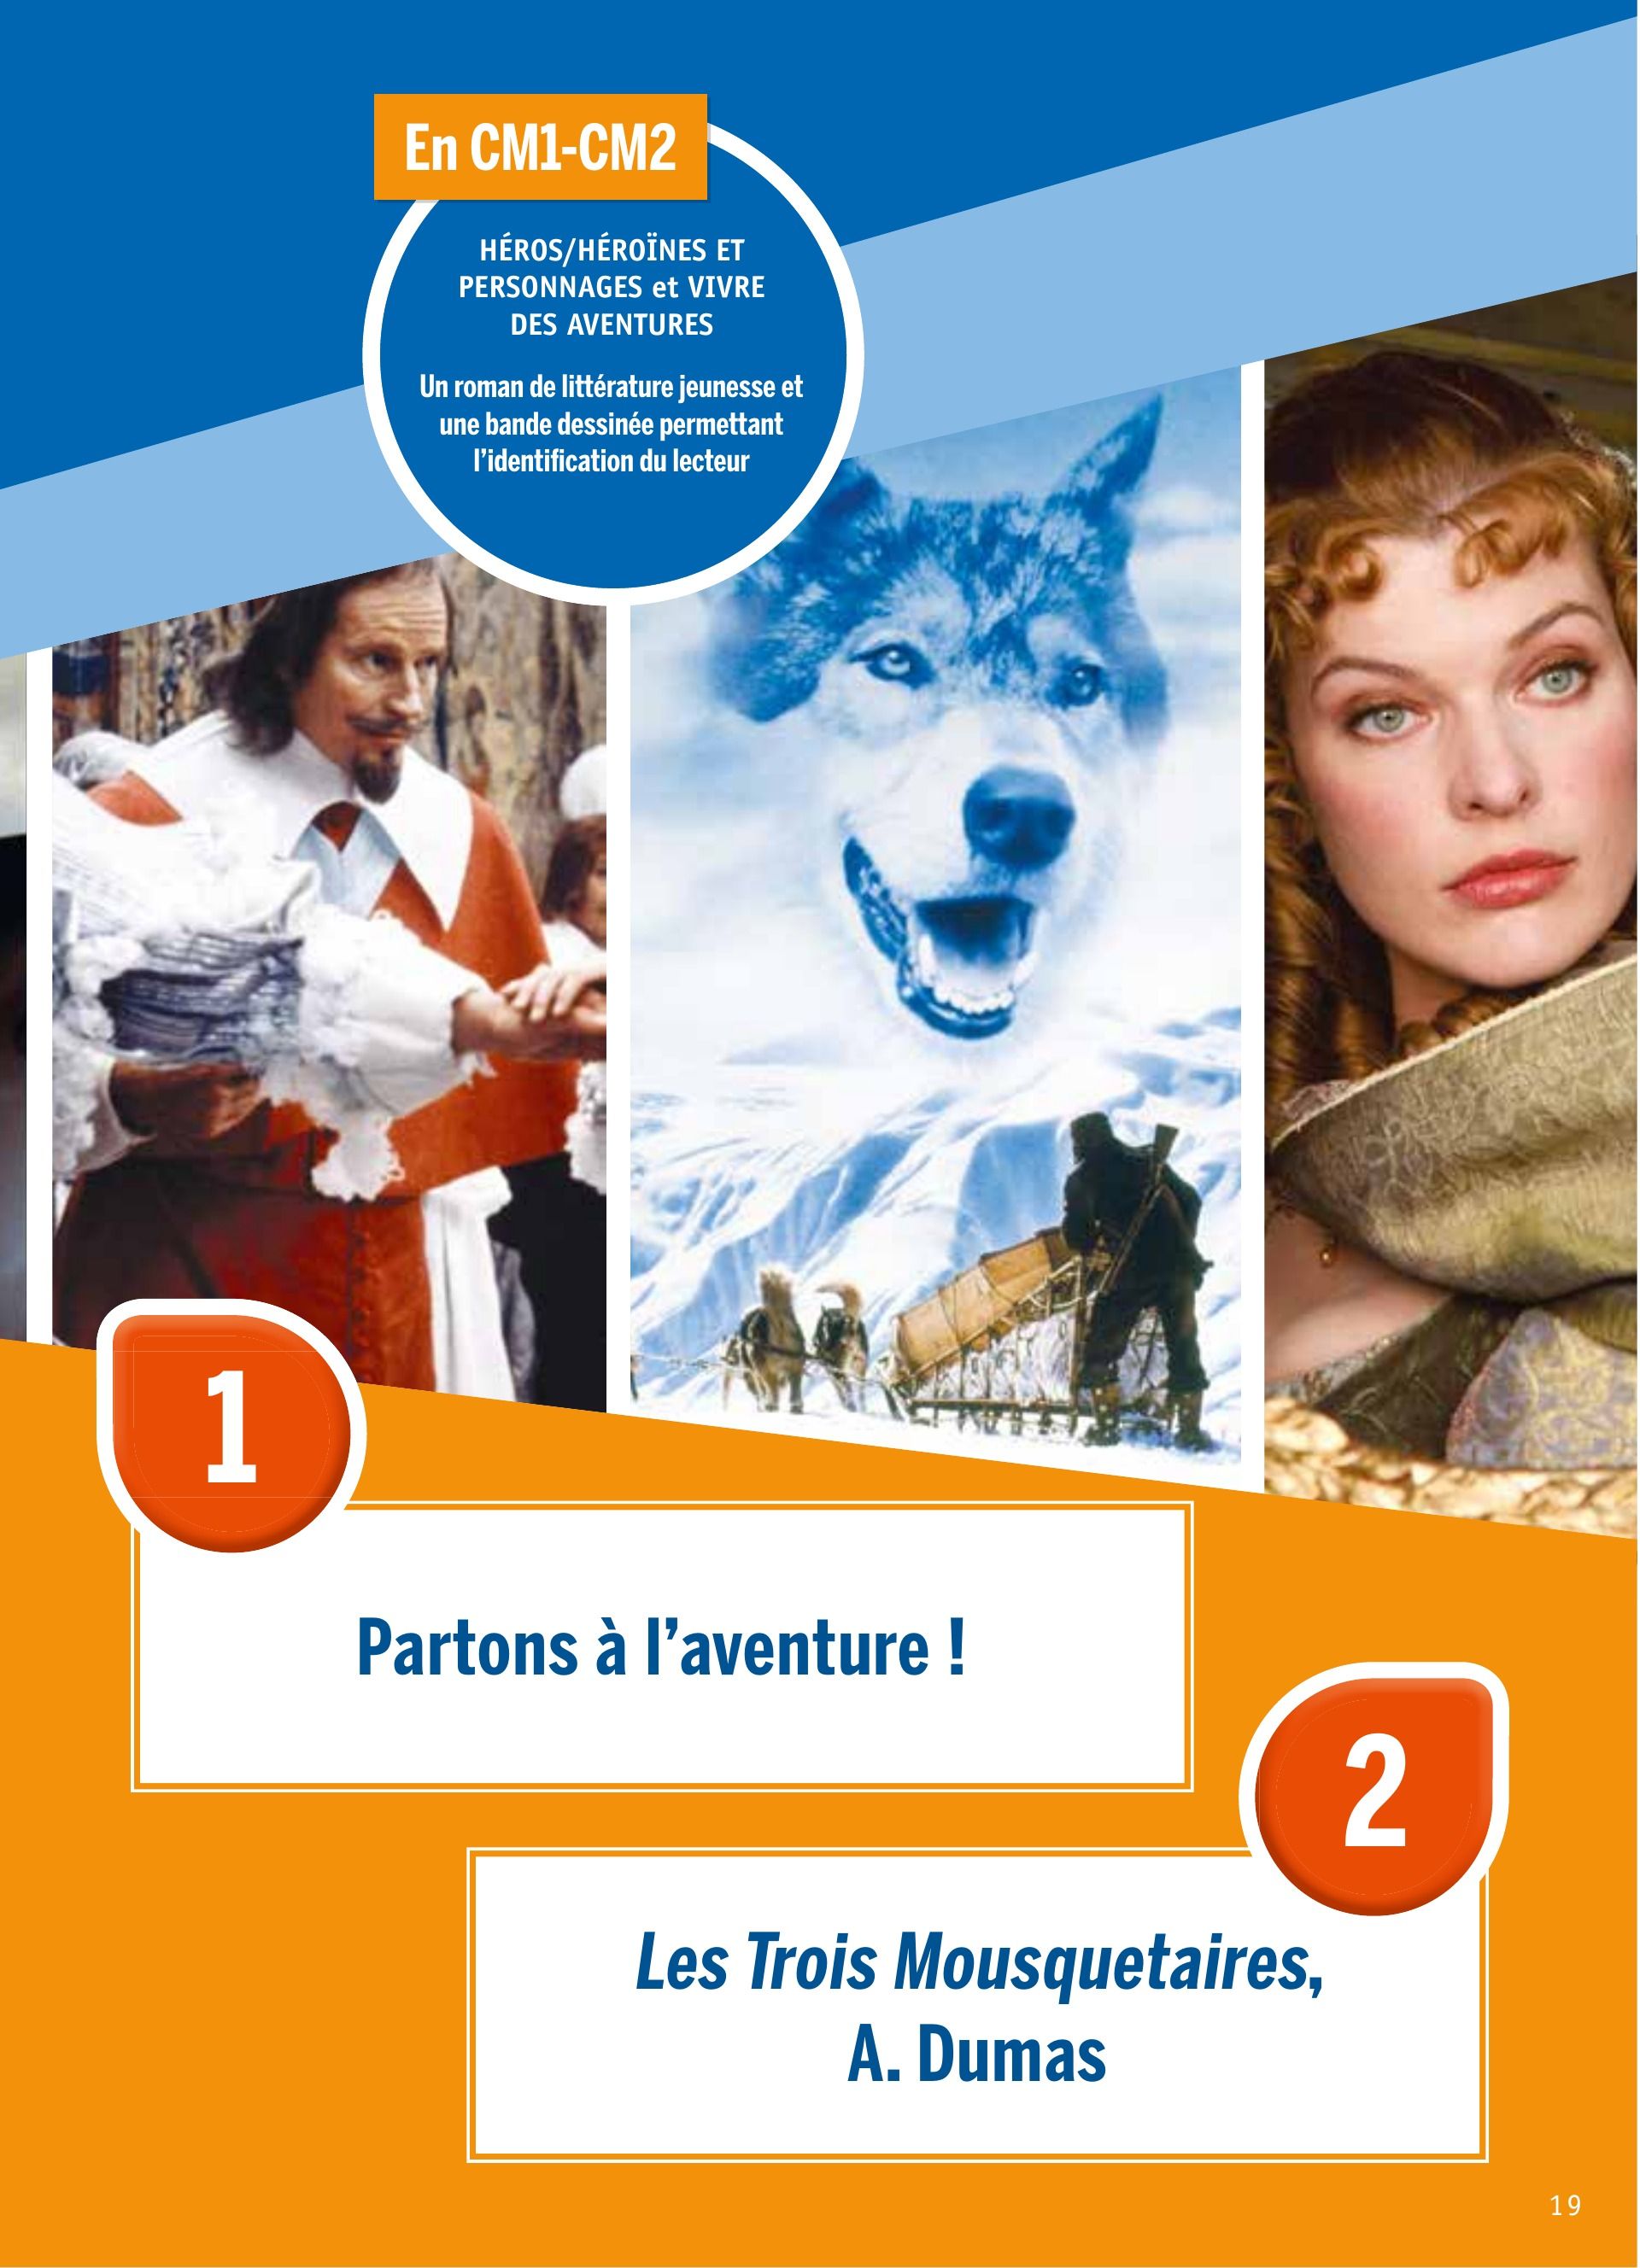 En CM1-CM2
HÉROS/HÉROÏNES ET
PERSONNAGES et VIVRE
DES AVENTURES
Un roman de littérature jeunesse et
une bande dessinée permettant
l’identification du lecteur
1
Partons à l’aventure !
2
Les Trois Mousquetaires,
A. Dumas
19